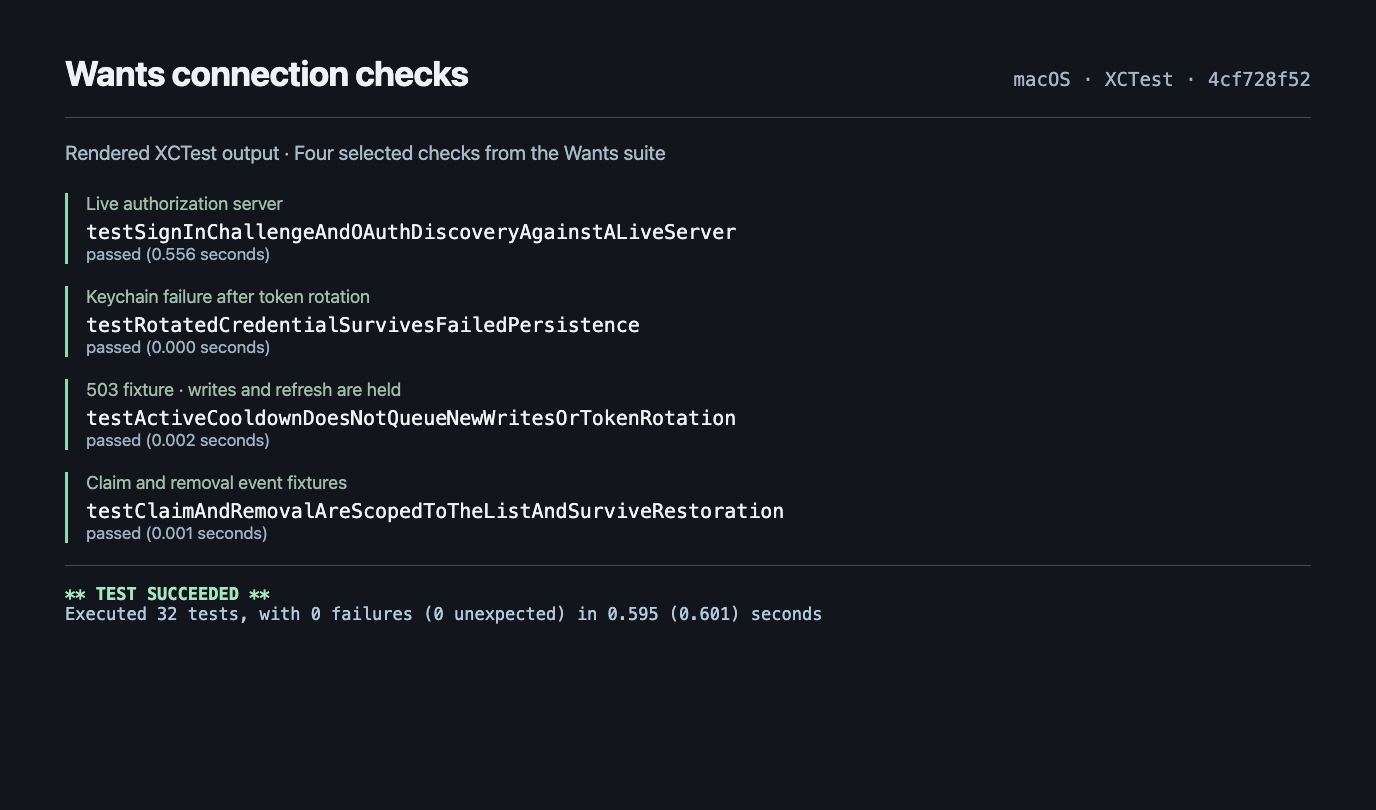 Wants connection checks
macOS · XCTest · 4cf728f52
Rendered XCTest output · Four selected checks from the Wants suite
Live authorization server
testSignInChallengeAndOAuthDiscoveryAgainstALiveServer
passed (0.556 seconds)
Keychain failure after token rotation
testRotatedCredentialSurvivesFailedPersistence
passed (0.000 seconds)
503 fixture · writes and refresh are held
testActiveCooldownDoesNotQueueNewWritesOrTokenRotation
passed (0.002 seconds)
Claim and removal event fixtures
testClaimAndRemovalAreScopedToTheListAndSurviveRestoration
passed (0.001 seconds)
** TEST SUCCEEDED **
Executed 32 tests, with 0 failures (0 unexpected) in 0.595 (0.601) seconds